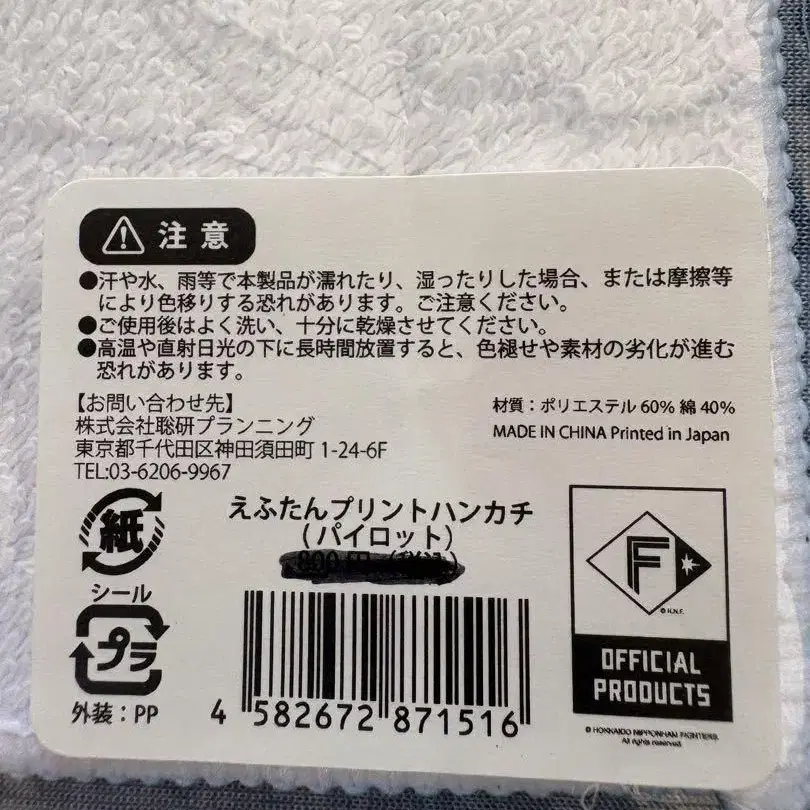 注意
●汗や水、雨等で本製品が濡れたり、湿ったりした場合、または摩擦等
により色移りする恐れがあります。ご注意ください。
●ご使用後はよく洗い、十分に乾燥させてください。
●高温や直射日光の下に長時間放置すると、色褪せや素材の劣化が進む
恐れがあります。
【お問い合わせ先】
株式会社聡研プランニング
東京都千代田区神田須田町 1-24-6F
TEL:03-6206-9967
材質：ポリエステル 60% 綿 40%
MADE IN CHINA Printed in Japan
紙
シール
プラ
外装：PP
えふたんプリントハンカチ
（パイロット）
4 582672 871516
F
© H.N.F.
OFFICIAL
PRODUCTS
© HOKKAIDO NIPPONHAM FIGHTERS
All rights reserved.